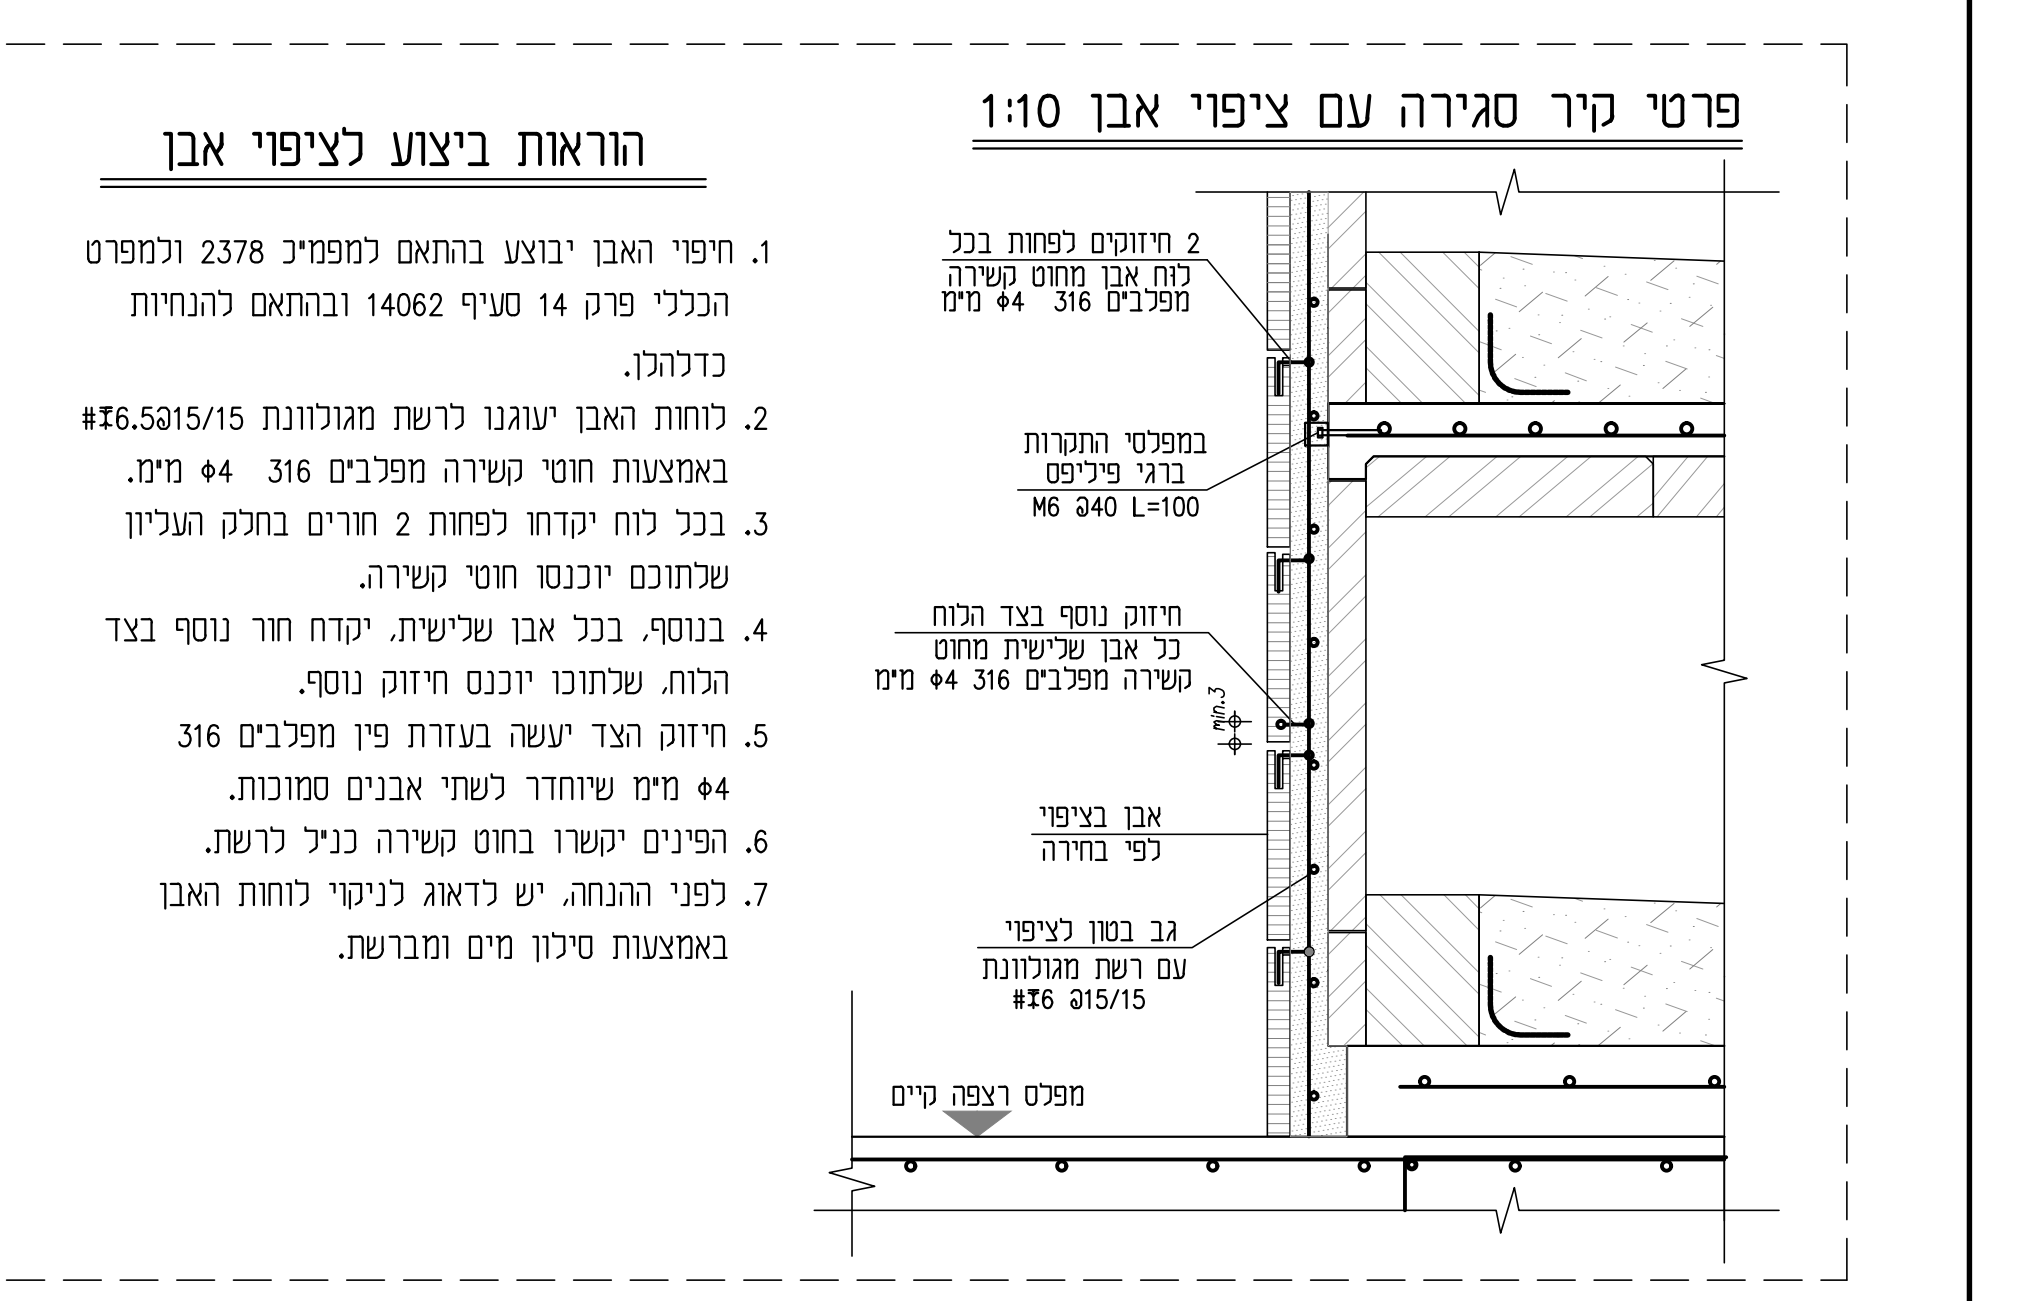 פרטי קיר סגירה עם ציפוי אבן 1:10
2 חיזוקים לפחות בכל
לוח אבן מחוט קשירה
מפלב"ם 316 ϕ4 מ"מ
במפלסי התקרות
ברגי פיליפס
M6 @40 L=100
חיזוק נוסף בצד הלוח
כל אבן שלישית מחוט
קשירה מפלב"ם 316 ϕ4 מ"מ
min.3
אבן בציפוי
לפי בחירה
גב בטון לציפוי
עם רשת מגולוונת
#Ɪ6 @15/15
מפלס רצפה קיים
הוראות ביצוע לציפוי אבן
1. חיפוי האבן יבוצע בהתאם למפמ"כ 2378 ולמפרט
הכללי פרק 14 סעיף 14062 ובהתאם להנחיות
כדלהלן.
2. לוחות האבן יעוגנו לרשת מגולוונת #Ɪ6.5@15/15
באמצעות חוטי קשירה מפלב"ם 316 ϕ4 מ"מ.
3. בכל לוח יקדחו לפחות 2 חורים בחלק העליון
שלתוכם יוכנסו חוטי קשירה.
4. בנוסף, בכל אבן שלישית, יקדח חור נוסף בצד
הלוח, שלתוכו יוכנס חיזוק נוסף.
5. חיזוק הצד יעשה בעזרת פין מפלב"ם 316
ϕ4 מ"מ שיוחדר לשתי אבנים סמוכות.
6. הפינים יקשרו בחוט קשירה כנ"ל לרשת.
7. לפני ההנחה, יש לדאוג לניקוי לוחות האבן
באמצעות סילון מים ומברשת.